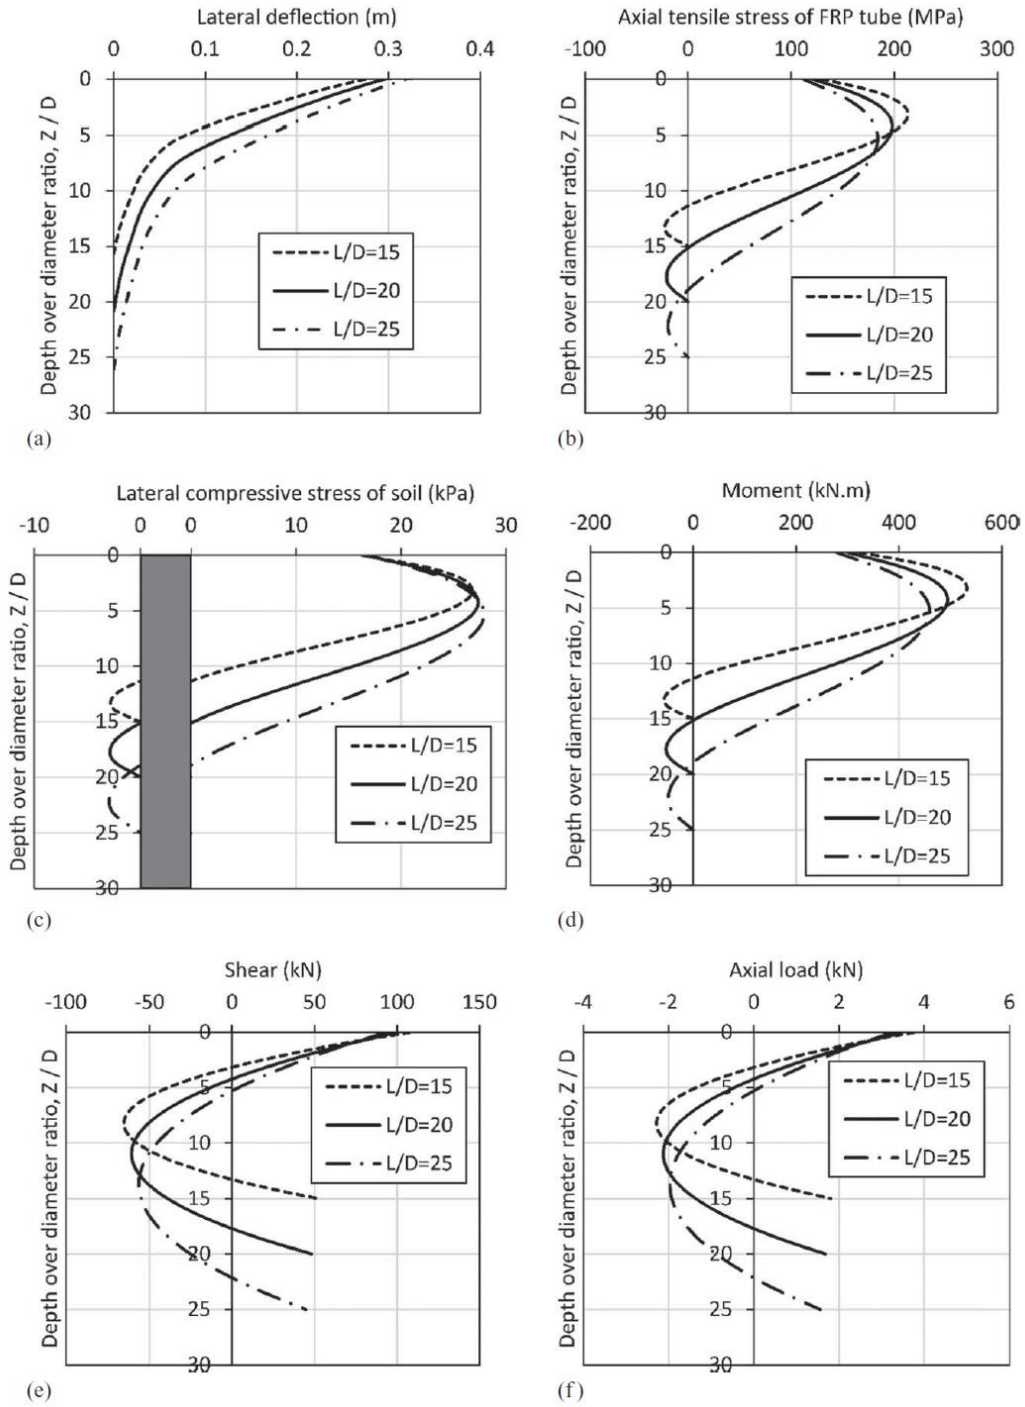 Lateral deflection (m)
0 0.1 0.2 0.3 0.4
Depth over diameter ratio, Z / D
0
5
10
15
20
25
30
L/D=15
L/D=20
L/D=25
(a)
Axial tensile stress of FRP tube (MPa)
-100 0 100 200 300
Depth over diameter ratio, Z / D
0
5
10
15
20
25
30
L/D=15
L/D=20
L/D=25
(b)
Lateral compressive stress of soil (kPa)
-10 0 0 10 20 30
Depth over diameter ratio, Z / D
0
5
10
15
20
25
30
L/D=15
L/D=20
L/D=25
(c)
Moment (kN.m)
-200 0 200 400 600
Depth over diameter ratio, Z / D
0
5
10
15
20
25
30
L/D=15
L/D=20
L/D=25
(d)
Shear (kN)
-100 -50 0 50 100 150
Depth over diameter ratio, Z / D
0
5
10
15
20
25
30
L/D=15
L/D=20
L/D=25
(e)
Axial load (kN)
-4 -2 0 2 4 6
Depth over diameter ratio, Z / D
0
5
10
15
20
25
30
L/D=15
L/D=20
L/D=25
(f)